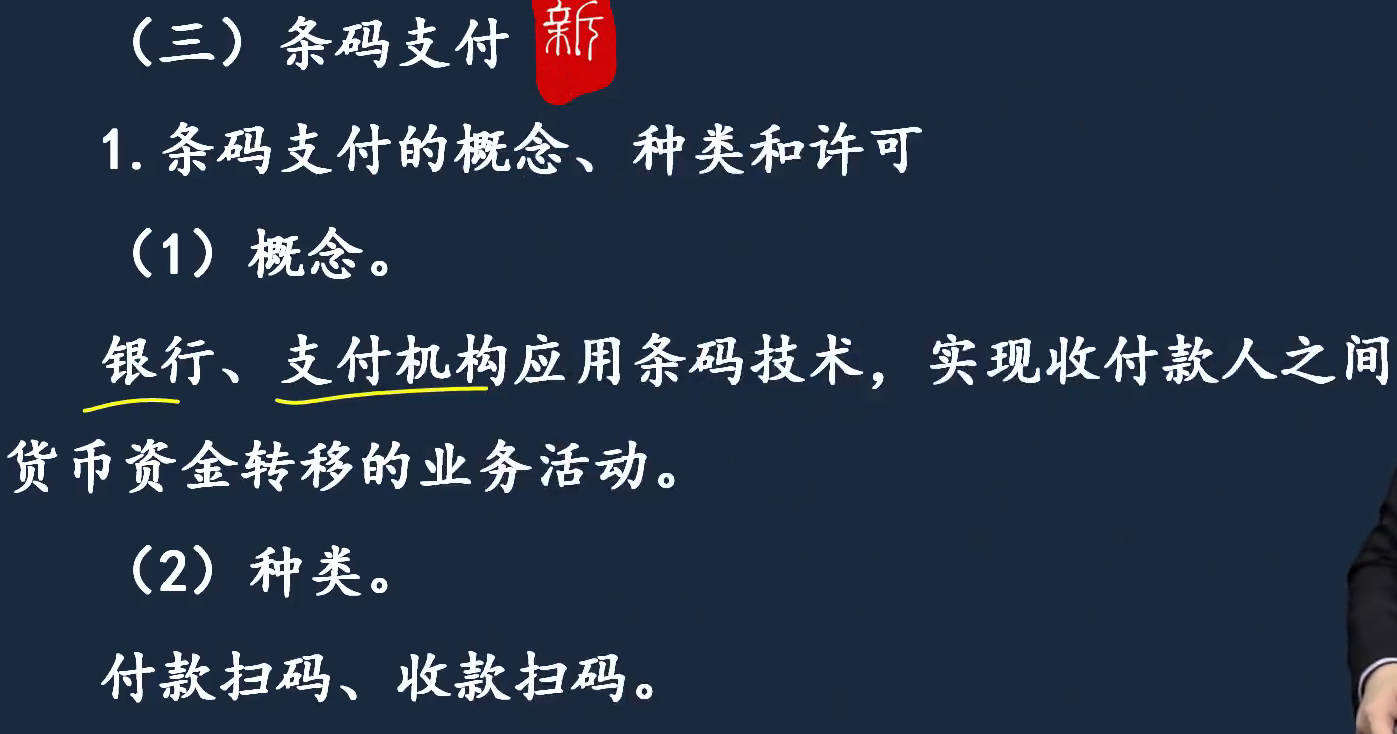 （三）条码支付 新
1.条码支付的概念、种类和许可
（1）概念。
银行、支付机构应用条码技术，实现收付款人之间
货币资金转移的业务活动。
（2）种类。
付款扫码、收款扫码。